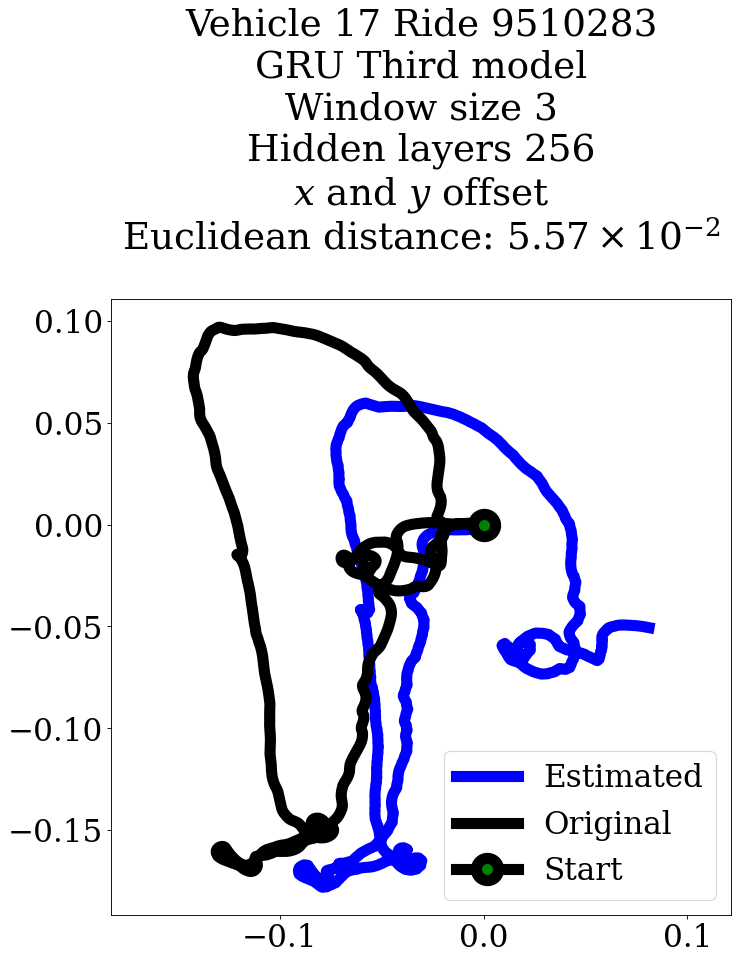 Vehicle 17 Ride 9510283
GRU Third model
Window size 3
Hidden layers 256
x and y offset
Euclidean distance: 5.57 × 10⁻²
0.10
0.05
0.00
−0.05
−0.10
−0.15
Estimated
Original
Start
−0.1
0.0
0.1